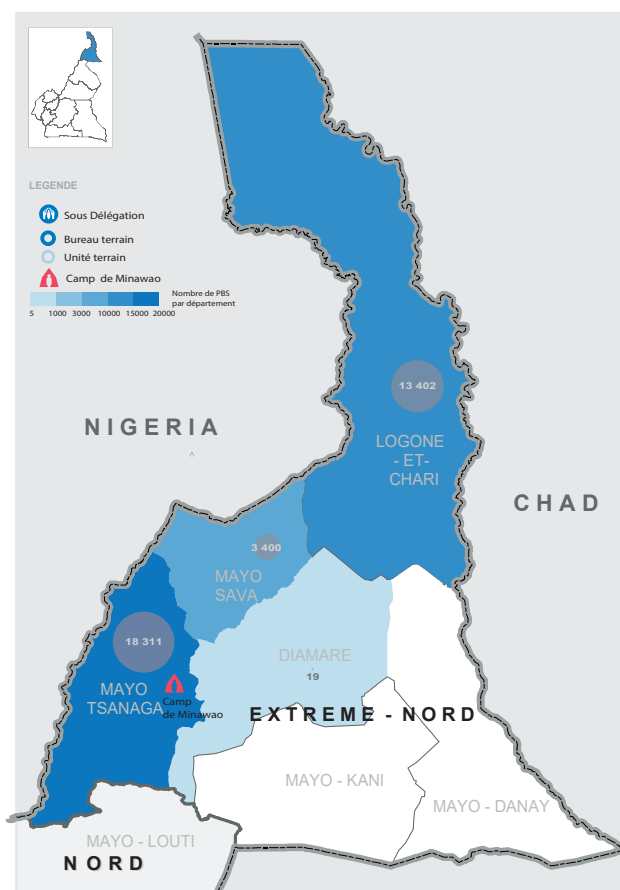 LEGENDE
Sous Délégation
Bureau terrain
Unité terrain
Camp de Minawao
Nombre de PBS
par département
5 1000 3000 10000 15000 20000
NIGERIA
CHAD
13 402
LOGONE
- ET-
CHARI
3 400
MAYO
SAVA
18 311
MAYO
TSANAGA
Camp
de Minawao
DIAMARE
19
EXTREME - NORD
MAYO - KANI
MAYO - DANAY
MAYO - LOUTI
NORD